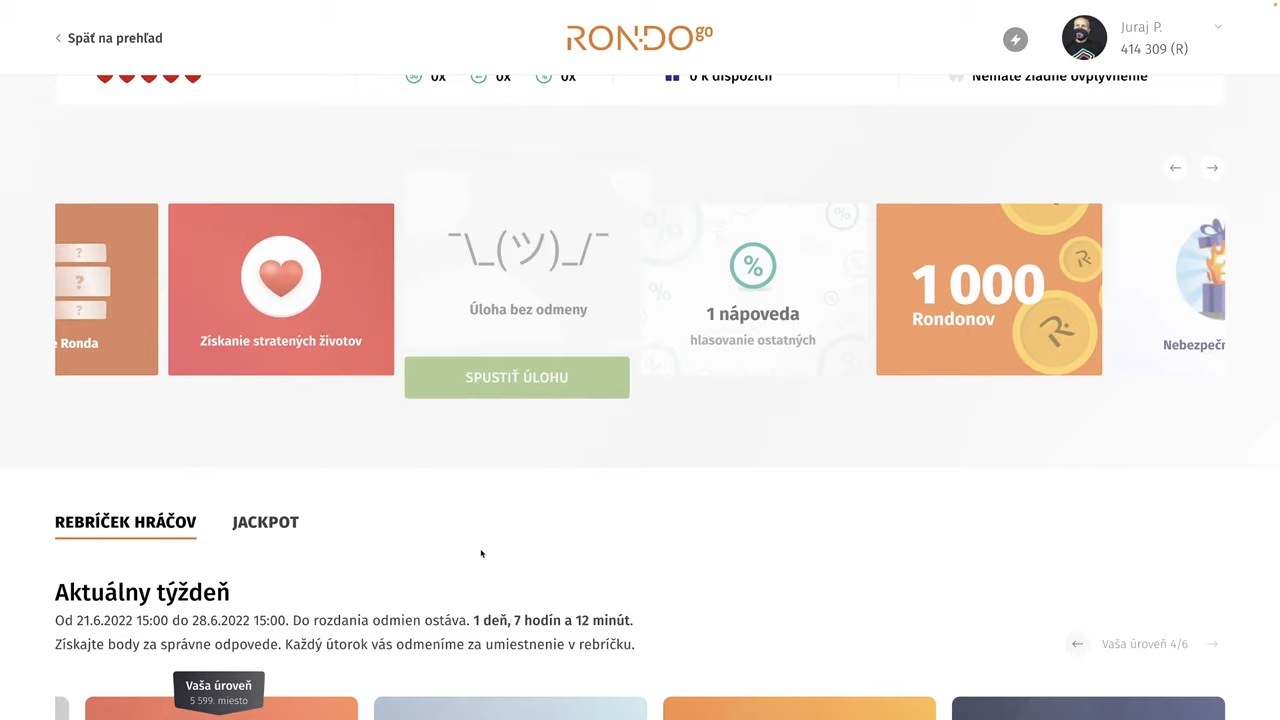 Späť na prehľad
RONDO go
Juraj P.
414 309 (R)
0x
0x
0x
0 k dispozícii
Nemáte žiadne ovplyvnenie
?
?
?
e Ronda
Získanie stratených životov
¯\_(ツ)_/¯
Úloha bez odmeny
SPUSTIŤ ÚLOHU
%
1 nápoveda
hlasovanie ostatných
1 000
Rondonov
Nebezpečn
REBRÍČEK HRÁČOV
JACKPOT
Aktuálny týždeň
Od 21.6.2022 15:00 do 28.6.2022 15:00. Do rozdania odmien ostáva. 1 deň, 7 hodín a 12 minút.
Získajte body za správne odpovede. Každý útorok vás odmeníme za umiestnenie v rebríčku.
Vaša úroveň 4/6
Vaša úroveň
5 599. miesto